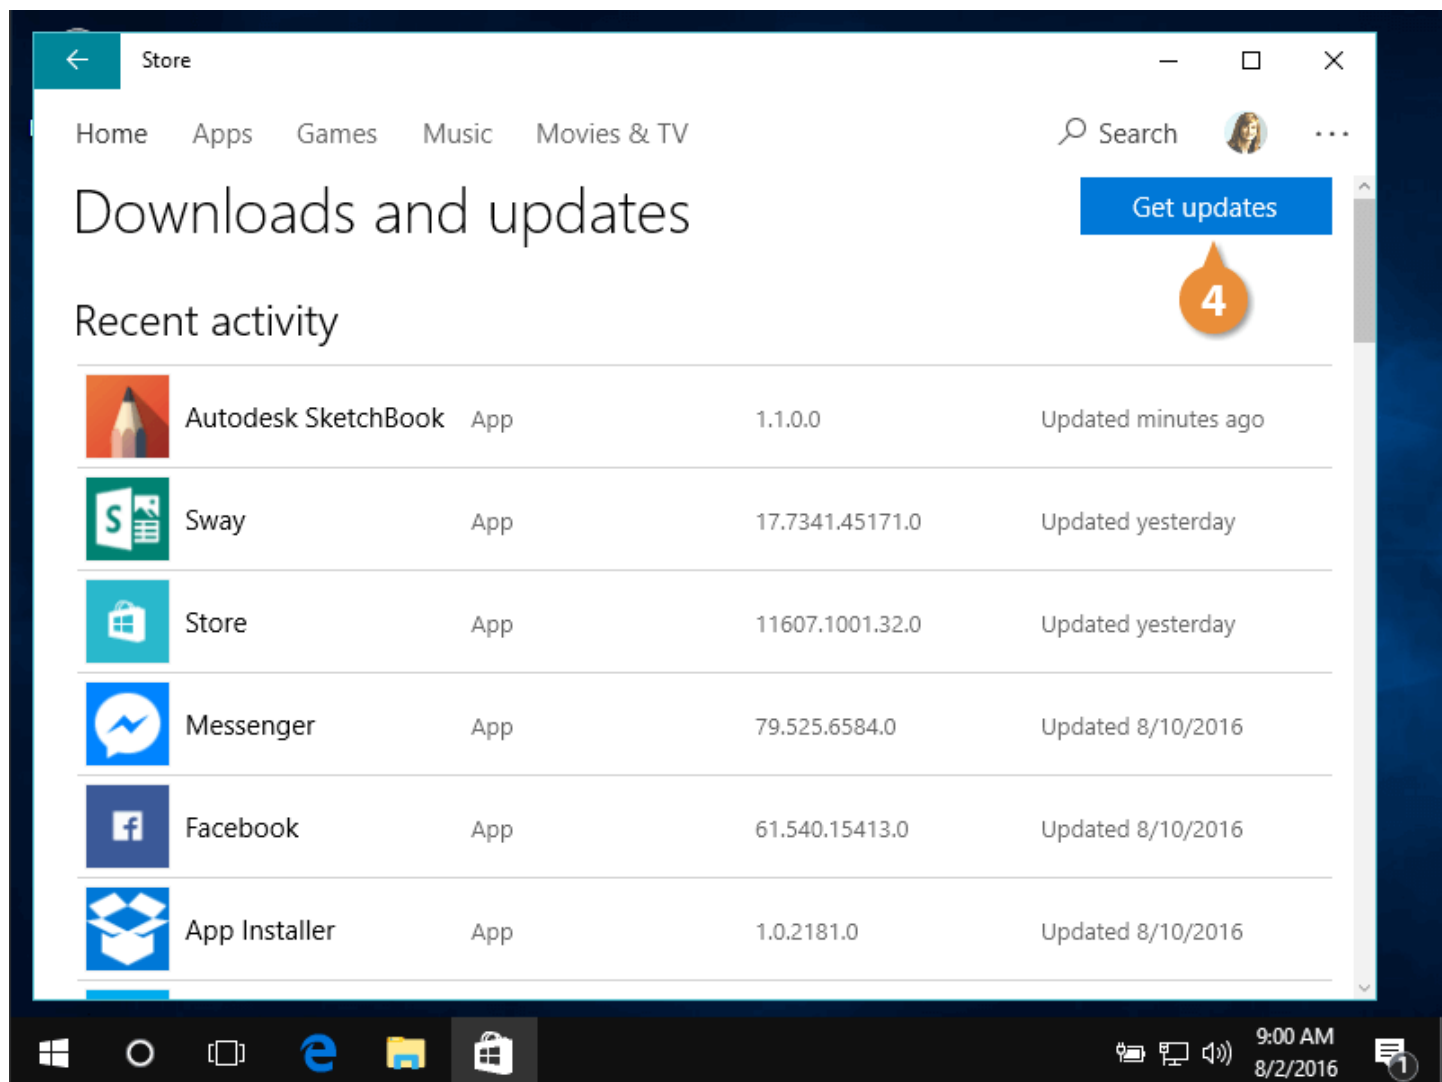 Store
Home Apps Games Music Movies & TV Search
Downloads and updates
Get updates
4
Recent activity
Autodesk SketchBook App 1.1.0.0 Updated minutes ago
S
Sway App 17.7341.45171.0 Updated yesterday
Store App 11607.1001.32.0 Updated yesterday
Messenger App 79.525.6584.0 Updated 8/10/2016
f
Facebook App 61.540.15413.0 Updated 8/10/2016
App Installer App 1.0.2181.0 Updated 8/10/2016
9:00 AM
8/2/2016
1